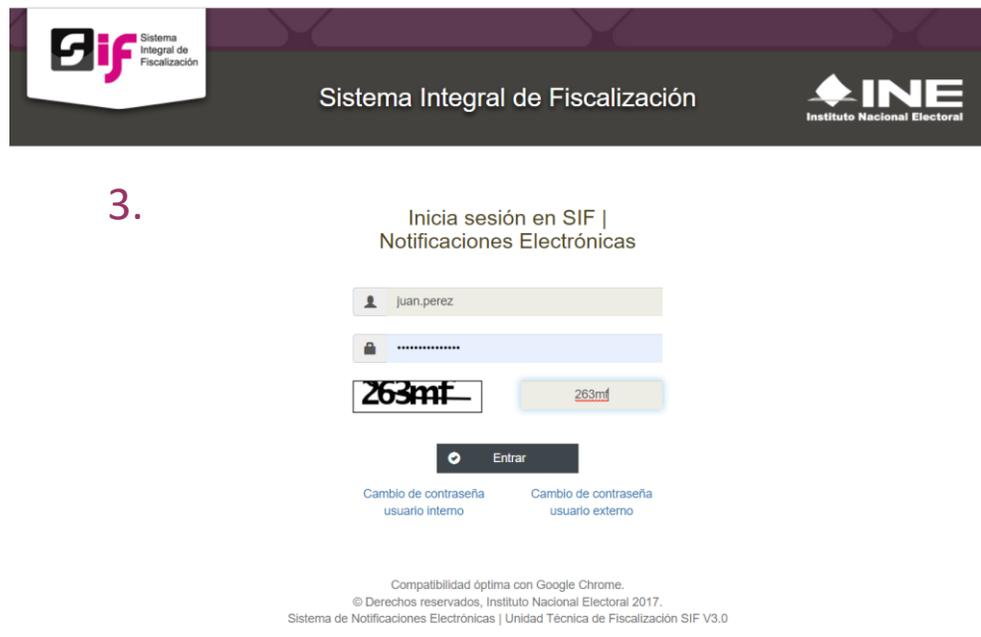 Sif
Sistema
Integral de
Fiscalización
Sistema Integral de Fiscalización
INE
Instituto Nacional Electoral
3.
Inicia sesión en SIF |
Notificaciones Electrónicas
juan.perez
•••••••••••••••
263mf
263mf
Entrar
Cambio de contraseña
usuario interno
Cambio de contraseña
usuario externo
Compatibilidad óptima con Google Chrome.
© Derechos reservados, Instituto Nacional Electoral 2017.
Sistema de Notificaciones Electrónicas | Unidad Técnica de Fiscalización SIF V3.0